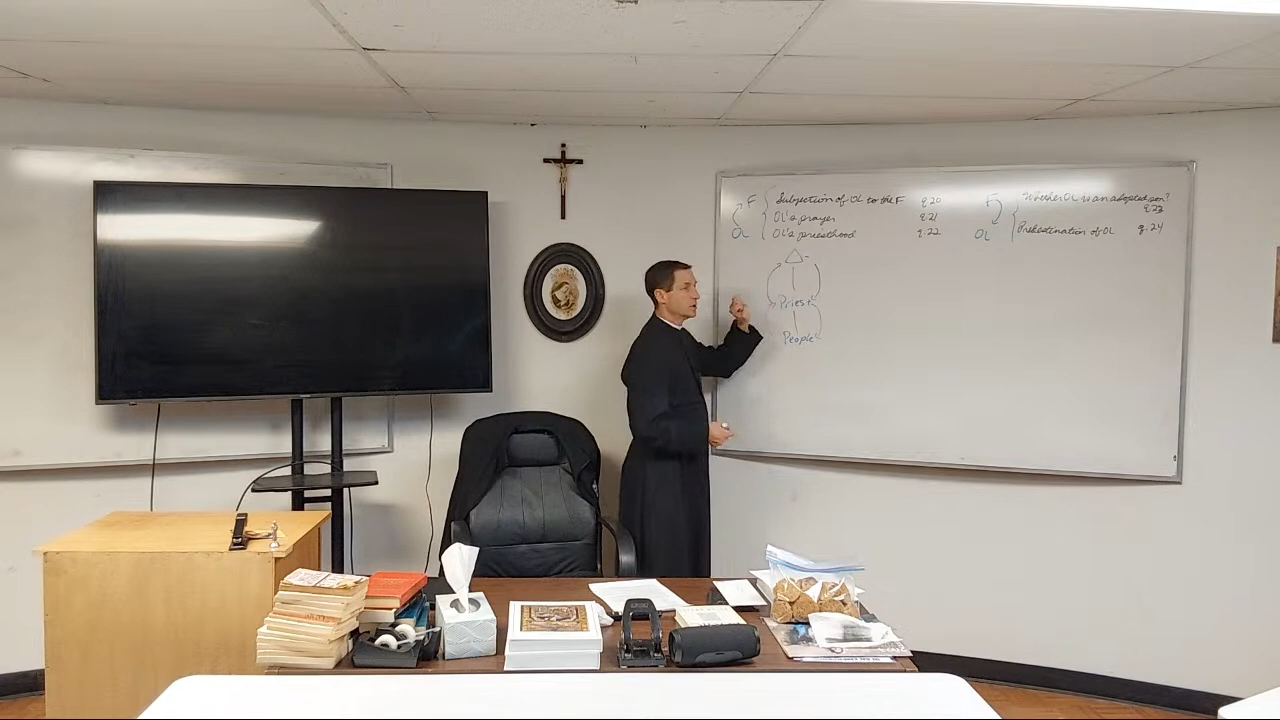 F Subjection of OL to the F q.20
OL's prayer q.21
OL OL's priesthood q.22
F Whether OL is an adopted son?
q.23
OL Predestination of OL q.24
Priest
People